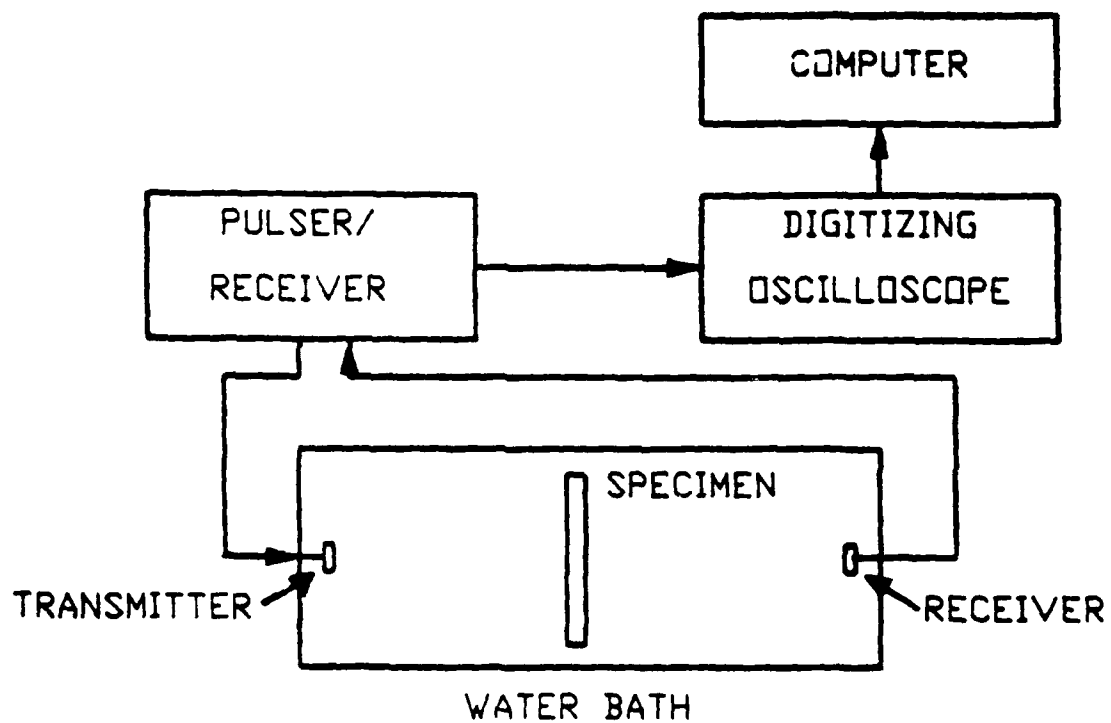 COMPUTER
PULSER/
RECEIVER
DIGITIZING
OSCILLOSCOPE
SPECIMEN
TRANSMITTER
RECEIVER
WATER BATH